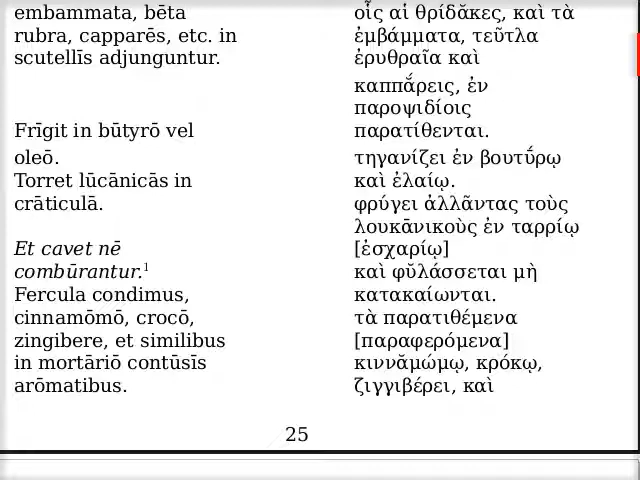 embammata, bēta
rubra, capparēs, etc. in
scutellīs adjunguntur.
Frīgit in būtyrō vel
oleō.
Torret lūcānicās in
crāticulā.
Et cavet nē
combūrantur.1
Fercula condimus,
cinnamōmō, crocō,
zingibere, et similibus
in mortāriō contūsīs
arōmatibus.
οἷς αἱ θρίδᾰκες, καὶ τὰ
ἐμβάμματα, τεῦτλα
ἐρυθραῖα καὶ
καππᾰ́ρεις, ἐν
παροψιδίοις
παρατίθενται.
τηγανίζει ἐν βουτῡ́ρῳ
καὶ ἐλαίῳ.
φρύγει ἀλλᾶντας τοὺς
λουκᾱνικοὺς ἐν ταρρίῳ
[ἐσχαρίῳ]
καὶ φῠλάσσεται μὴ
κατακαίωνται.
τὰ παρατιθέμενα
[παραφερόμενα]
κιννᾰμώμῳ, κρόκῳ,
ζιγγιβέρει, καὶ
25